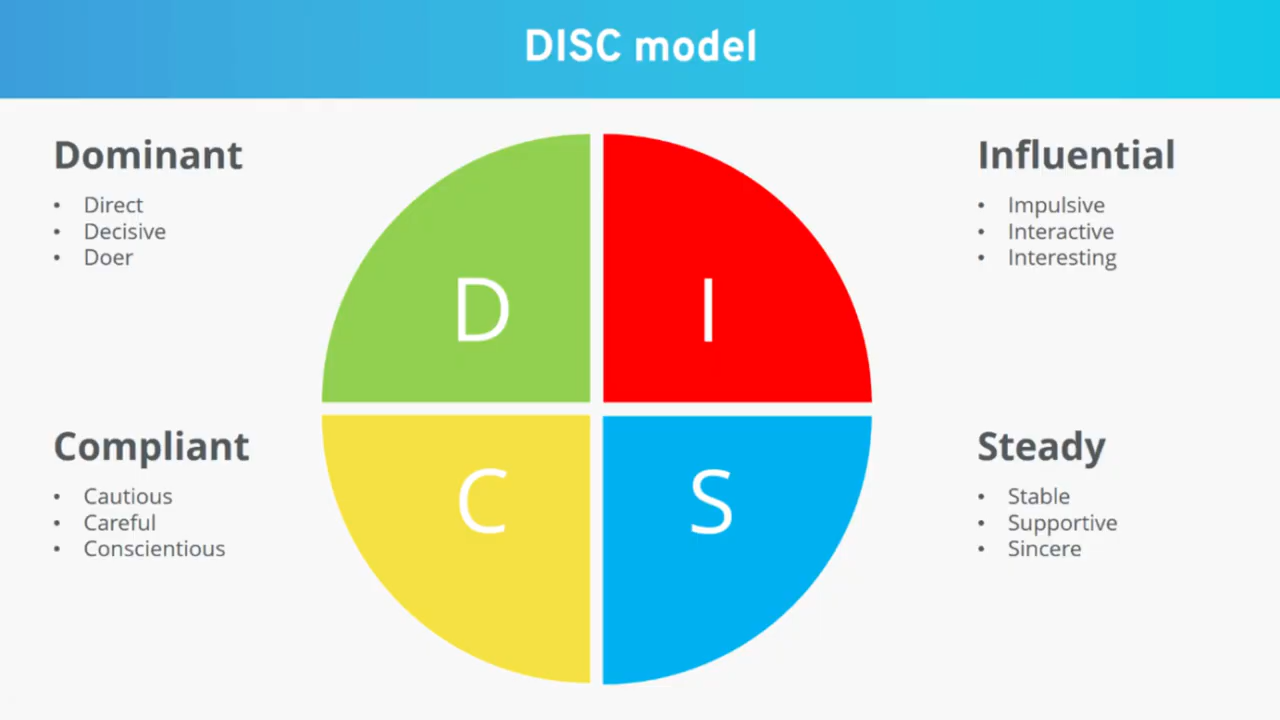 DISC model
Dominant
• Direct
• Decisive
• Doer
D
I
Influential
• Impulsive
• Interactive
• Interesting
Compliant
• Cautious
• Careful
• Conscientious
C
S
Steady
• Stable
• Supportive
• Sincere